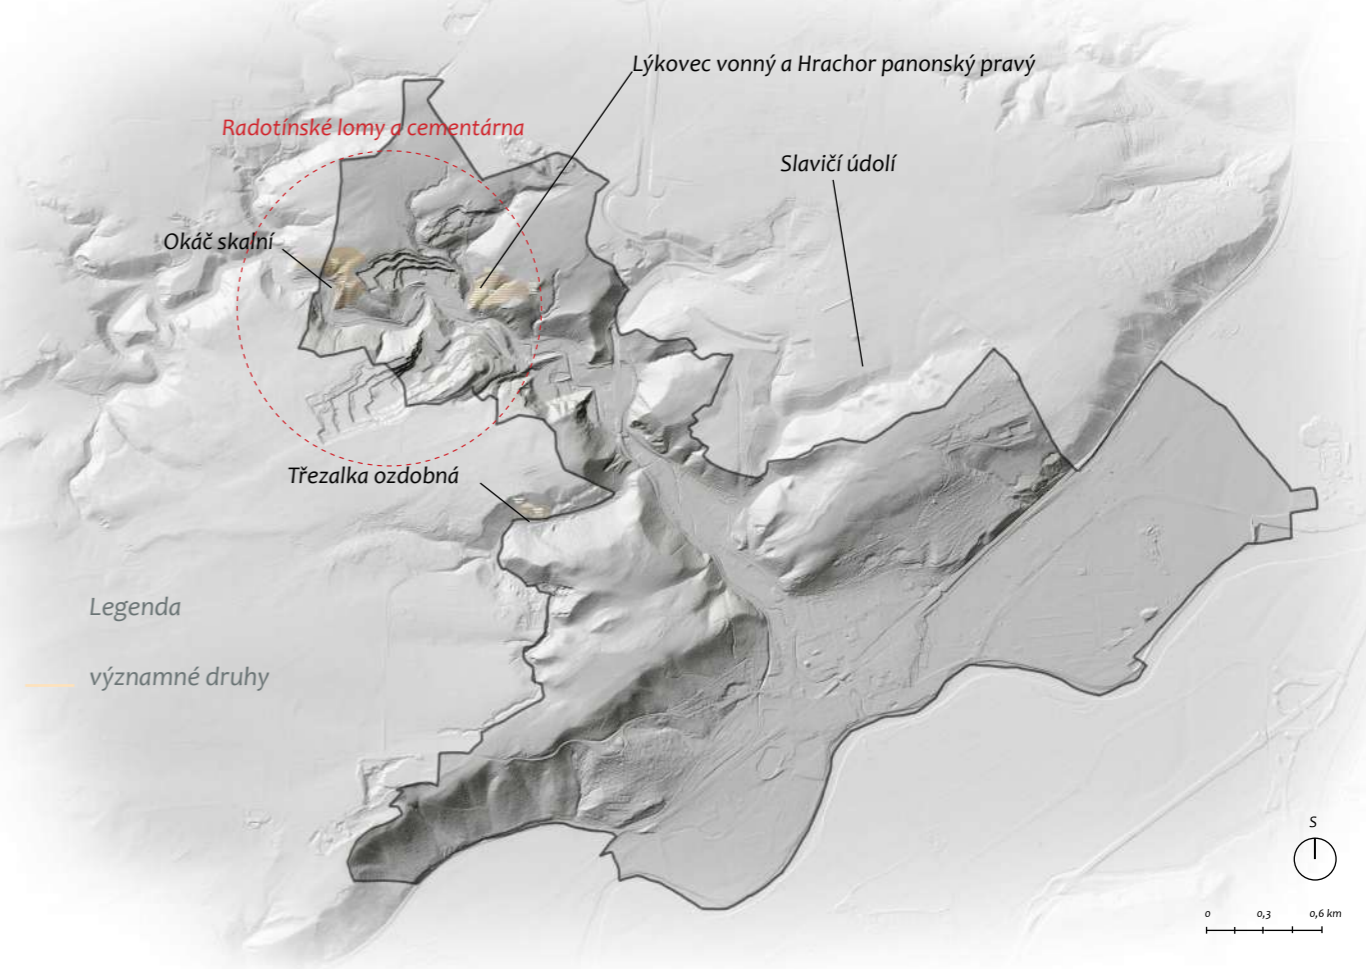 Lýkovec vonný a Hrachor panonský pravý
Radotínské lomy a cementárna
Slavičí údolí
Okáč skalní
Třezalka ozdobná
Legenda
významné druhy
S
0 0,3 0,6 km